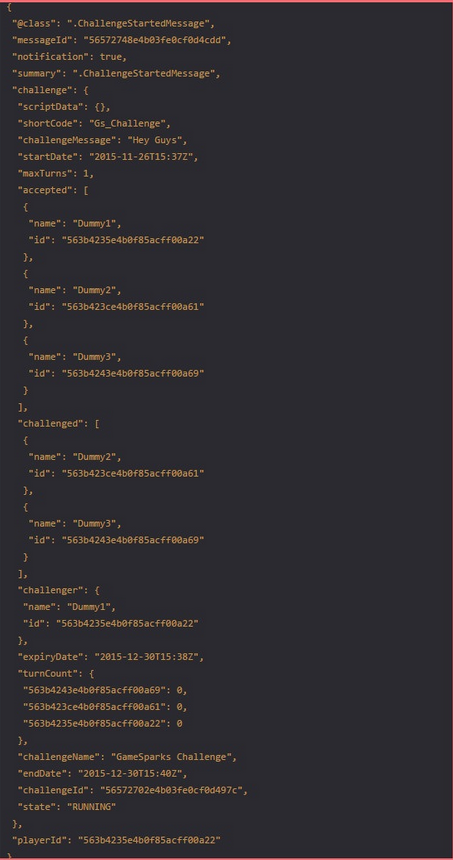 {
"@class": ".ChallengeStartedMessage",
"messageId": "56572748e4b03fe0cf0d4cdd",
"notification": true,
"summary": ".ChallengeStartedMessage",
"challenge": {
"scriptData": {},
"shortCode": "Gs_Challenge",
"challengeMessage": "Hey Guys",
"startDate": "2015-11-26T15:37Z",
"maxTurns": 1,
"accepted": [
{
"name": "Dummy1",
"id": "563b4235e4b0f85acff00a22"
},
{
"name": "Dummy2",
"id": "563b423ce4b0f85acff00a61"
},
{
"name": "Dummy3",
"id": "563b4243e4b0f85acff00a69"
}
],
"challenged": [
{
"name": "Dummy2",
"id": "563b423ce4b0f85acff00a61"
},
{
"name": "Dummy3",
"id": "563b4243e4b0f85acff00a69"
}
],
"challenger": {
"name": "Dummy1",
"id": "563b4235e4b0f85acff00a22"
},
"expiryDate": "2015-12-30T15:38Z",
"turnCount": {
"563b4243e4b0f85acff00a69": 0,
"563b423ce4b0f85acff00a61": 0,
"563b4235e4b0f85acff00a22": 0
},
"challengeName": "GameSparks Challenge",
"endDate": "2015-12-30T15:40Z",
"challengeId": "56572702e4b03fe0cf0d497c",
"state": "RUNNING"
},
"playerId": "563b4235e4b0f85acff00a22"
}